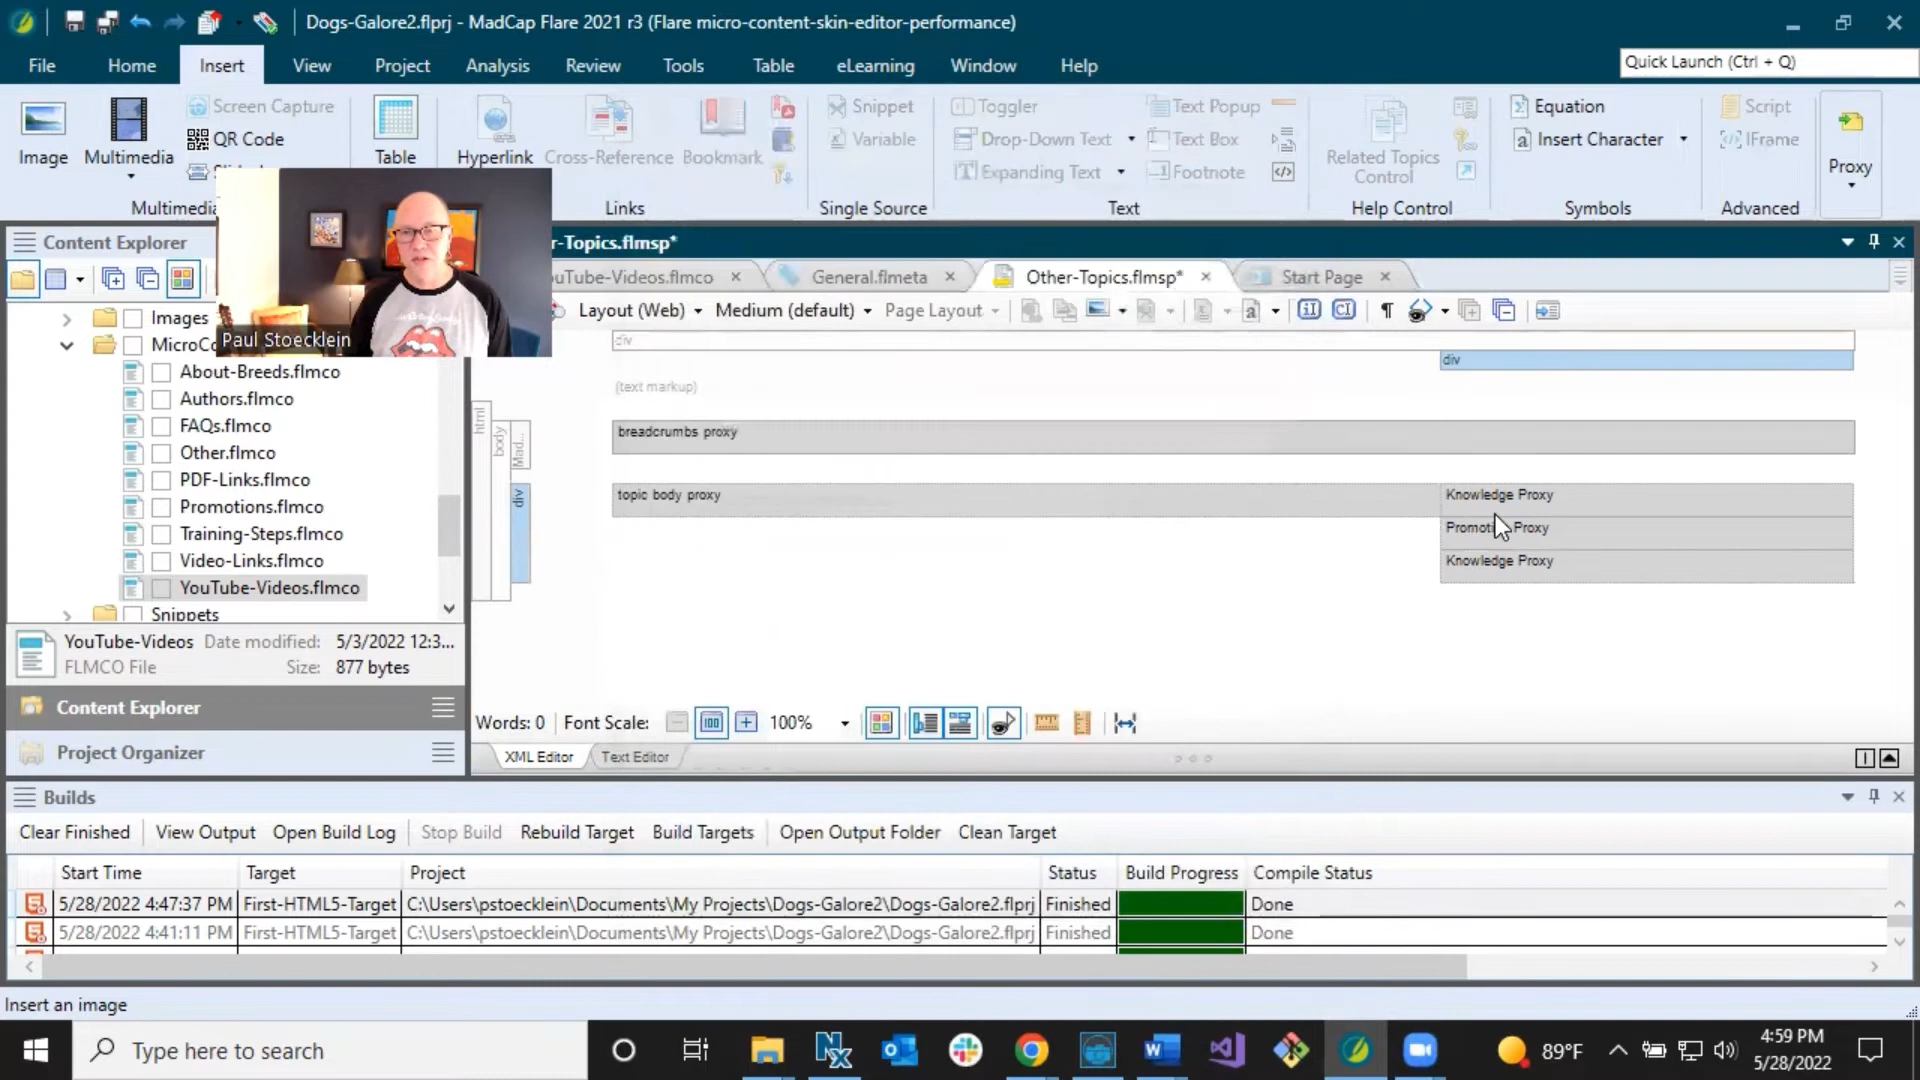 Dogs-Galore2.flprj - MadCap Flare 2021 r3 (Flare micro-content-skin-editor-performance)
File Home Insert View Project Analysis Review Tools Table eLearning Window Help
Quick Launch (Ctrl + Q)
Screen Capture Snippet Toggler Text Popup Equation Script
QR Code Variable Drop-Down Text Text Box Insert Character IFrame
Image Multimedia Table Hyperlink Cross-Reference Bookmark Expanding Text Footnote Related Topics Control Proxy
Multimedia Links Single Source Text Help Control Symbols Advanced
Content Explorer
r-Topics.flmsp*
ouTube-Videos.flmco General.flmeta Other-Topics.flmsp* Start Page
Layout (Web) Medium (default) Page Layout
Paul Stoecklein
Images
MicroCo
About-Breeds.flmco
Authors.flmco
FAQs.flmco
Other.flmco
PDF-Links.flmco
Promotions.flmco
Training-Steps.flmco
Video-Links.flmco
YouTube-Videos.flmco
Snippets
div
div
(text markup)
html
body
Mad...
div
breadcrumbs proxy
topic body proxy Knowledge Proxy
Proxy
Knowledge Proxy
YouTube-Videos Date modified: 5/3/2022 12:3...
FLMCO File Size: 877 bytes
Content Explorer
Project Organizer
Words: 0 Font Scale: 100 100%
XML Editor Text Editor
Builds
Clear Finished View Output Open Build Log Stop Build Rebuild Target Build Targets Open Output Folder Clean Target
Start Time Target Project Status Build Progress Compile Status
5/28/2022 4:47:37 PM First-HTML5-Target C:\Users\pstoecklein\Documents\My Projects\Dogs-Galore2\Dogs-Galore2.flprj Finished Done
5/28/2022 4:41:11 PM First-HTML5-Target C:\Users\pstoecklein\Documents\My Projects\Dogs-Galore2\Dogs-Galore2.flprj Finished Done
Insert an image
Type here to search
89°F
4:59 PM
5/28/2022